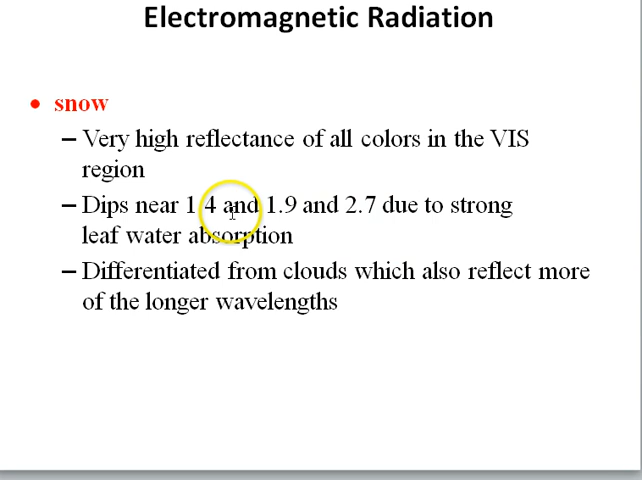 Electromagnetic Radiation
• snow
– Very high reflectance of all colors in the VIS
region
– Dips near 1.4 and 1.9 and 2.7 due to strong
leaf water absorption
– Differentiated from clouds which also reflect more
of the longer wavelengths